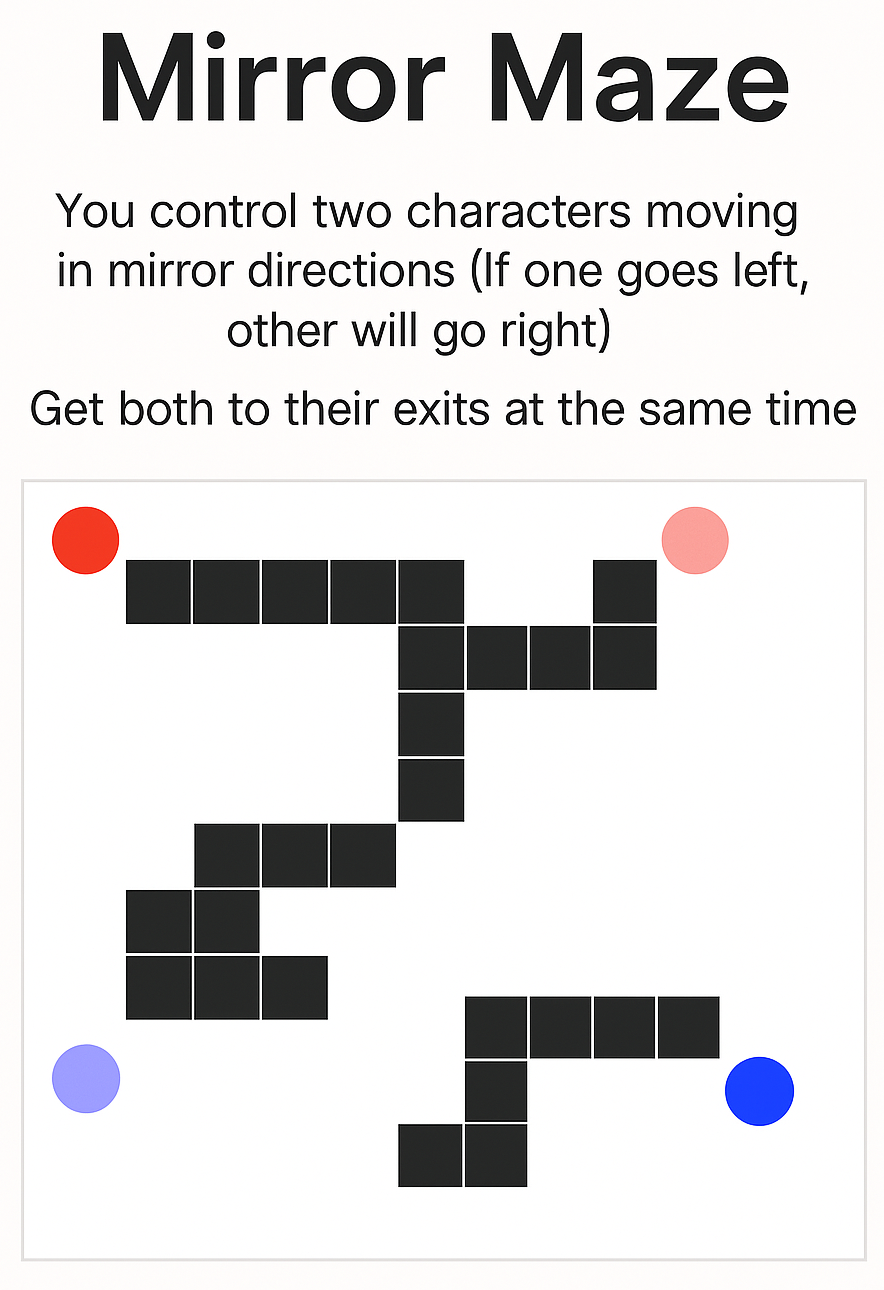 Mirror Maze
You control two characters moving
in mirror directions (If one goes left,
other will go right)
Get both to their exits at the same time